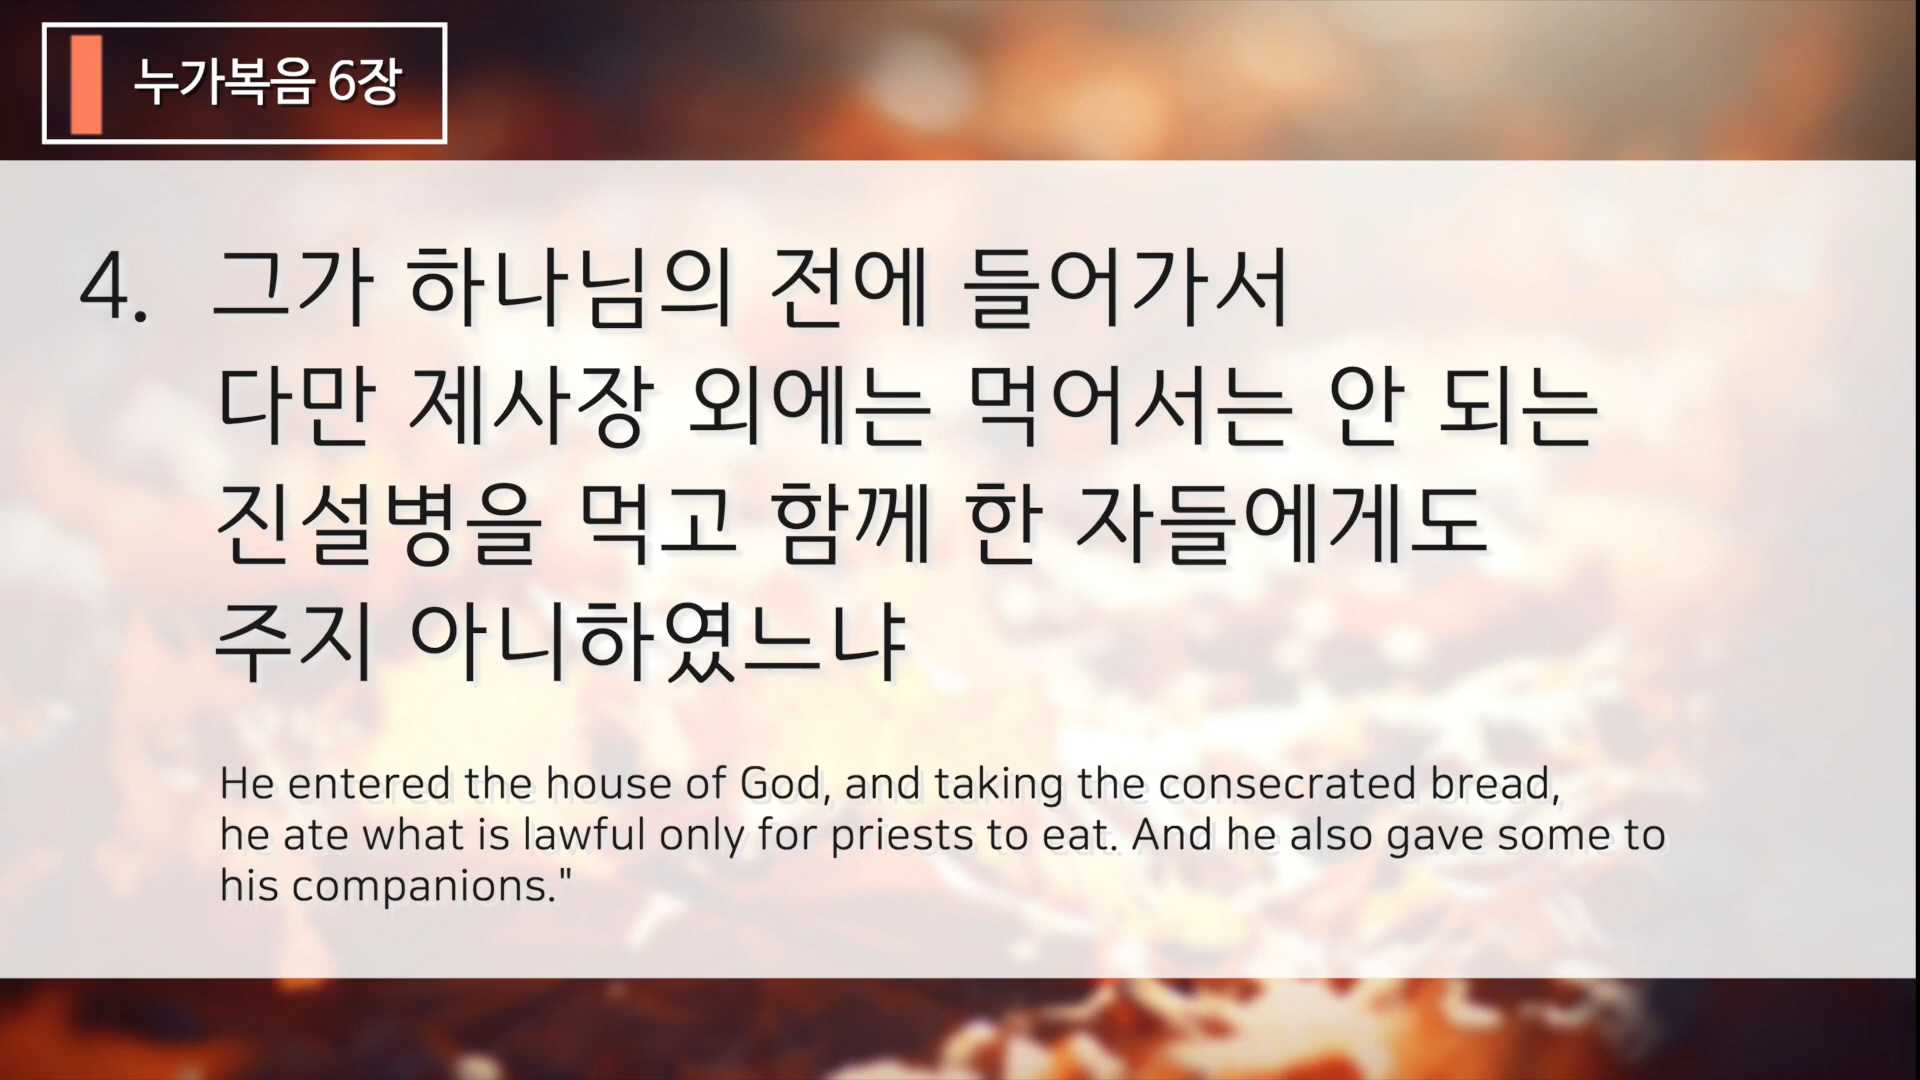 누가복음 6장
4. 그가 하나님의 전에 들어가서
다만 제사장 외에는 먹어서는 안 되는
진설병을 먹고 함께 한 자들에게도
주지 아니하였느냐
He entered the house of God, and taking the consecrated bread,
he ate what is lawful only for priests to eat. And he also gave some to
his companions."